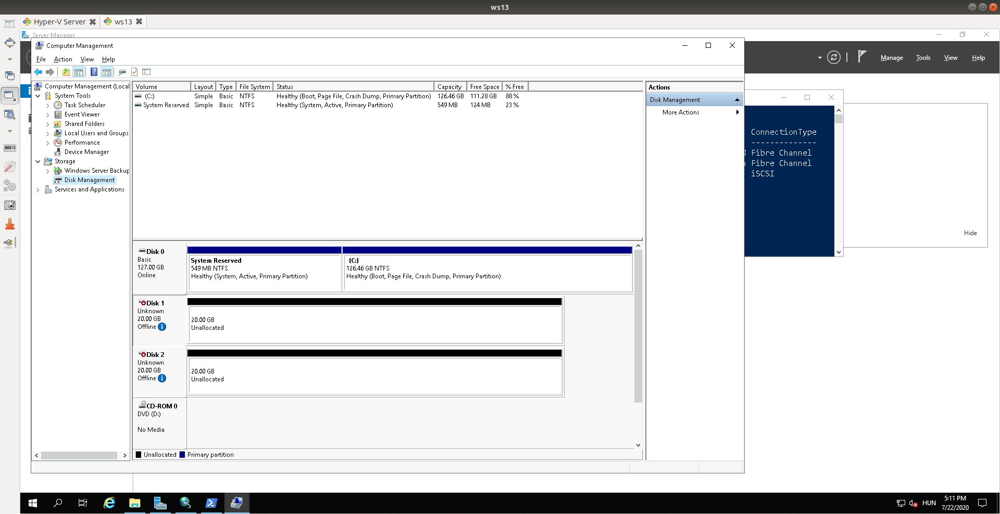 ws13
Hyper-V Server
ws13
Server Manager
Computer Management
File Action View Help
Manage Tools View Help
Computer Management (Local
System Tools
Task Scheduler
Event Viewer
Shared Folders
Local Users and Groups
Performance
Device Manager
Storage
Windows Server Backup
Disk Management
Services and Applications
Volume Layout Type File System Status Capacity Free Space % Free
(C:) Simple Basic NTFS Healthy (Boot, Page File, Crash Dump, Primary Partition) 126.46 GB 111.28 GB 88 %
System Reserved Simple Basic NTFS Healthy (System, Active, Primary Partition) 549 MB 124 MB 23 %
Disk 0
Basic
127.00 GB
Online
System Reserved
549 MB NTFS
Healthy (System, Active, Primary Partition)
(C:)
126.46 GB NTFS
Healthy (Boot, Page File, Crash Dump, Primary Partition)
Disk 1
Unknown
20.00 GB
Offline
20.00 GB
Unallocated
Disk 2
Unknown
20.00 GB
Offline
20.00 GB
Unallocated
CD-ROM 0
DVD (D:)
No Media
Unallocated Primary partition
Actions
Disk Management
More Actions
ConnectionType
--------------
Fibre Channel
Fibre Channel
iSCSI
Hide
HUN
5:11 PM
7/22/2020